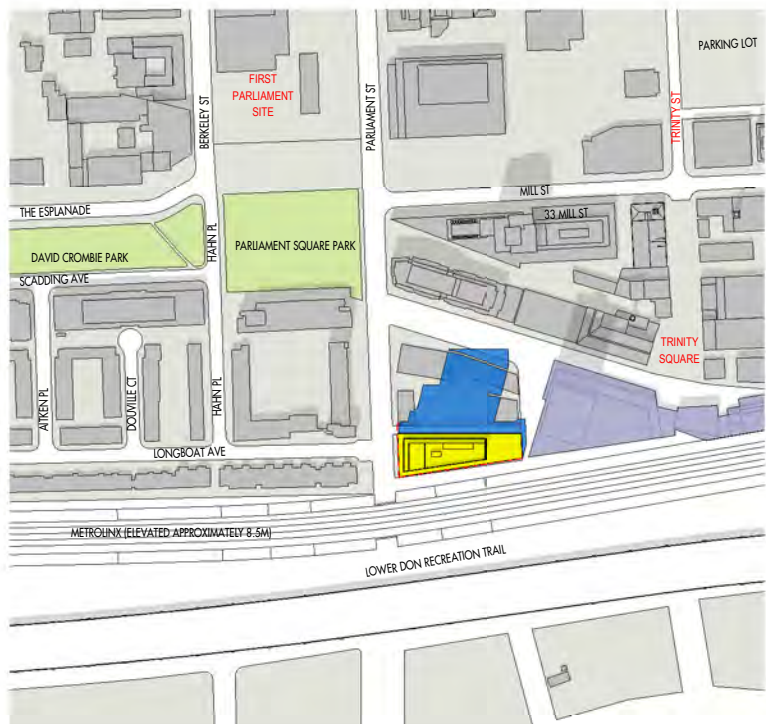 PARKING LOT
FIRST
PARLIAMENT
SITE
BERKELEY ST
PARLIAMENT ST
TRINITY ST
MILL ST
THE ESPLANADE
33 MILL ST
HAHN PL
PARLIAMENT SQUARE PARK
DAVID CROMBIE PARK
SCADDING AVE
TRINITY
SQUARE
AITKEN PL
DOUVILLE CT
HAHN PL
LONGBOAT AVE
METROLINX (ELEVATED APPROXIMATELY 8.5M)
LOWER DON RECREATION TRAIL